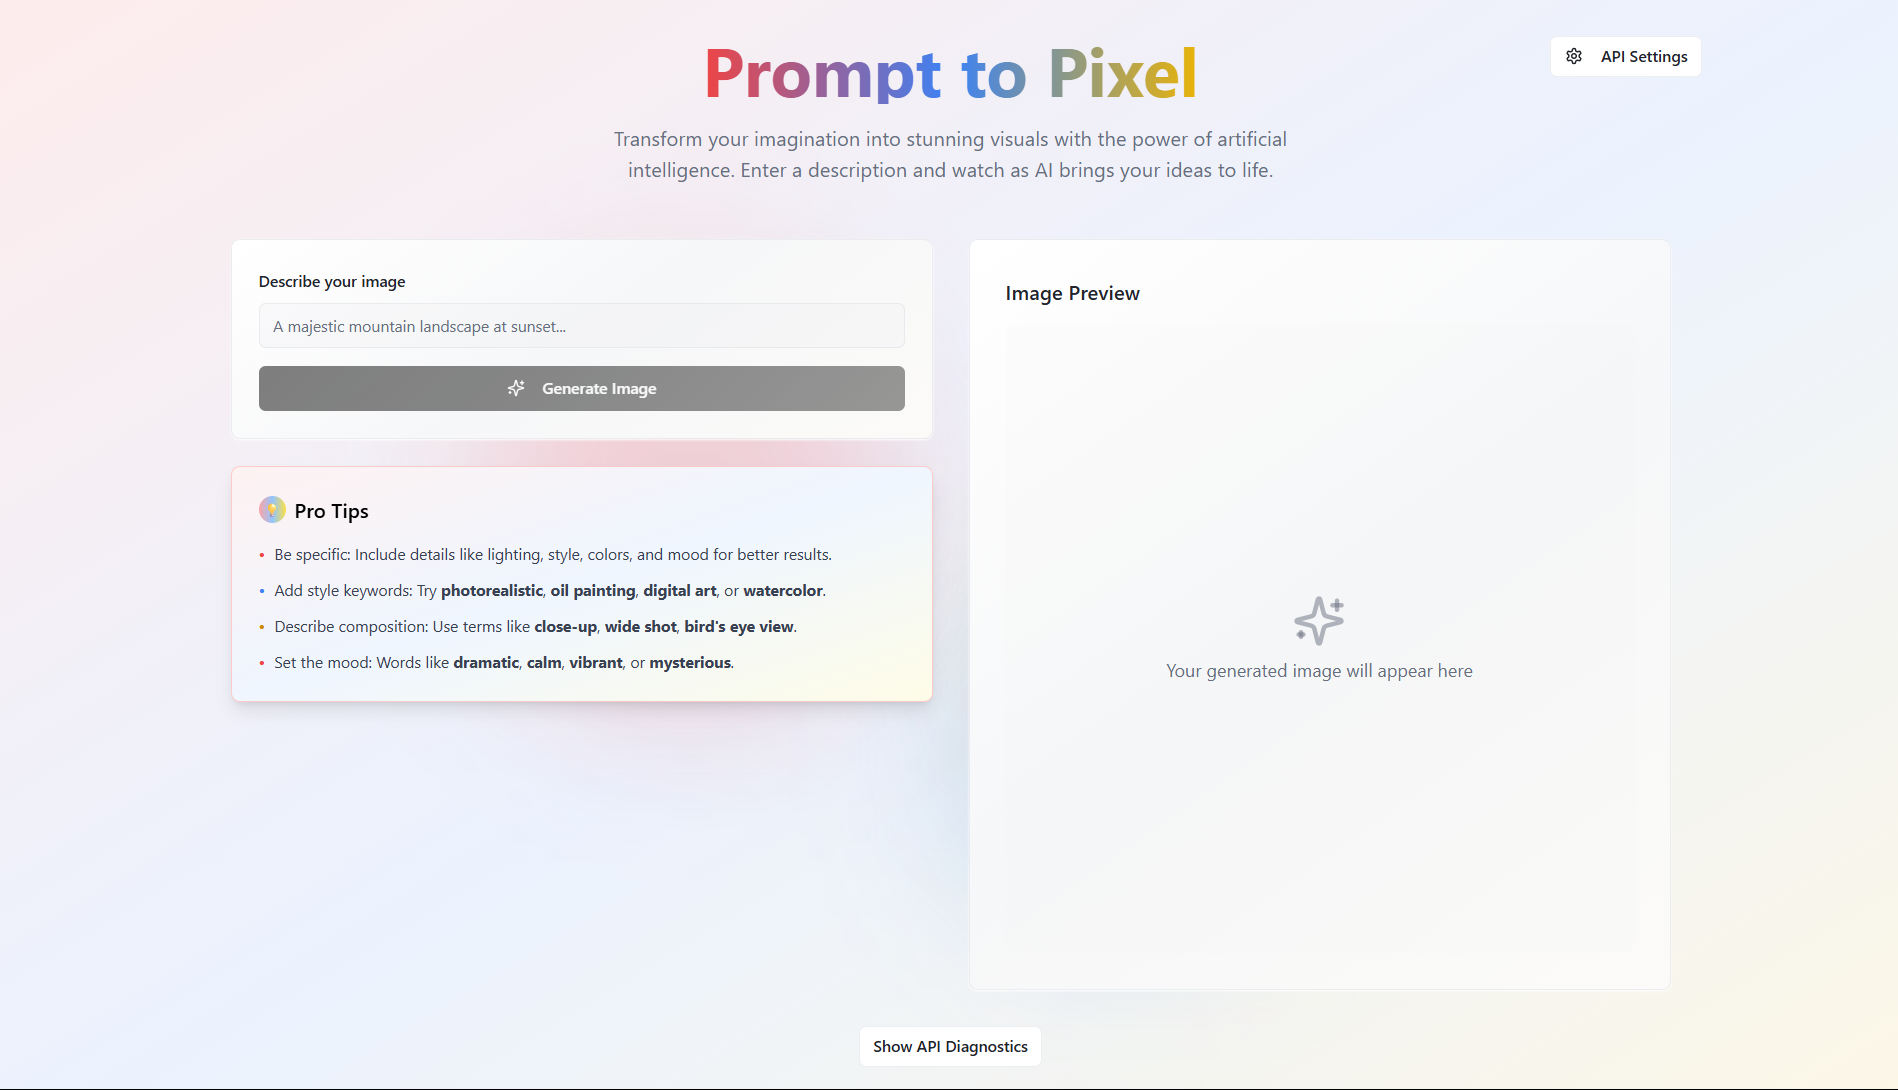 Prompt to Pixel
API Settings
Transform your imagination into stunning visuals with the power of artificial
intelligence. Enter a description and watch as AI brings your ideas to life.
Describe your image
A majestic mountain landscape at sunset...
Generate Image
Pro Tips
• Be specific: Include details like lighting, style, colors, and mood for better results.
• Add style keywords: Try photorealistic, oil painting, digital art, or watercolor.
• Describe composition: Use terms like close-up, wide shot, bird's eye view.
• Set the mood: Words like dramatic, calm, vibrant, or mysterious.
Image Preview
Your generated image will appear here
Show API Diagnostics